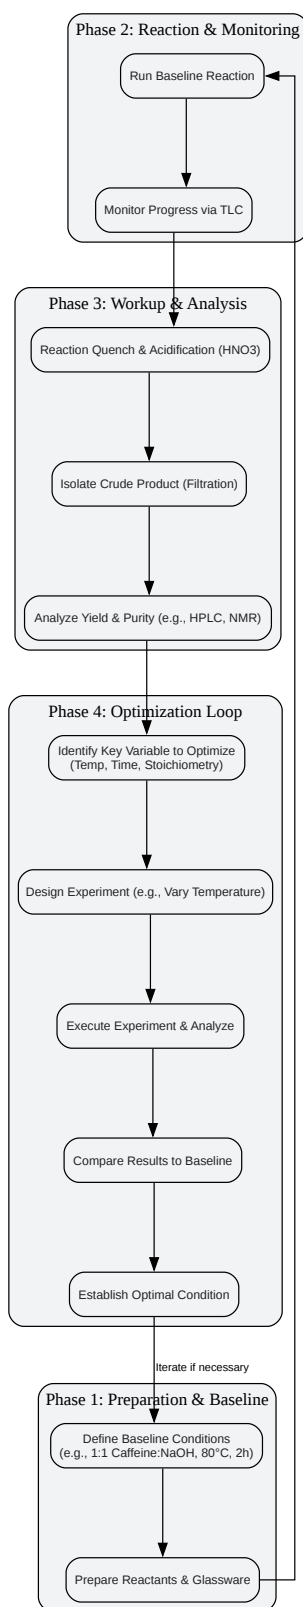 Phase 2: Reaction & Monitoring
Run Baseline Reaction
Monitor Progress via TLC
Phase 3: Workup & Analysis
Reaction Quench & Acidification (HNO3)
Isolate Crude Product (Filtration)
Analyze Yield & Purity (e.g., HPLC, NMR)
Phase 4: Optimization Loop
Identify Key Variable to Optimize
(Temp, Time, Stoichiometry)
Design Experiment (e.g., Vary Temperature)
Execute Experiment & Analyze
Compare Results to Baseline
Establish Optimal Condition
Iterate if necessary
Phase 1: Preparation & Baseline
Define Baseline Conditions
(e.g., 1:1 Caffeine:NaOH, 80°C, 2h)
Prepare Reactants & Glassware